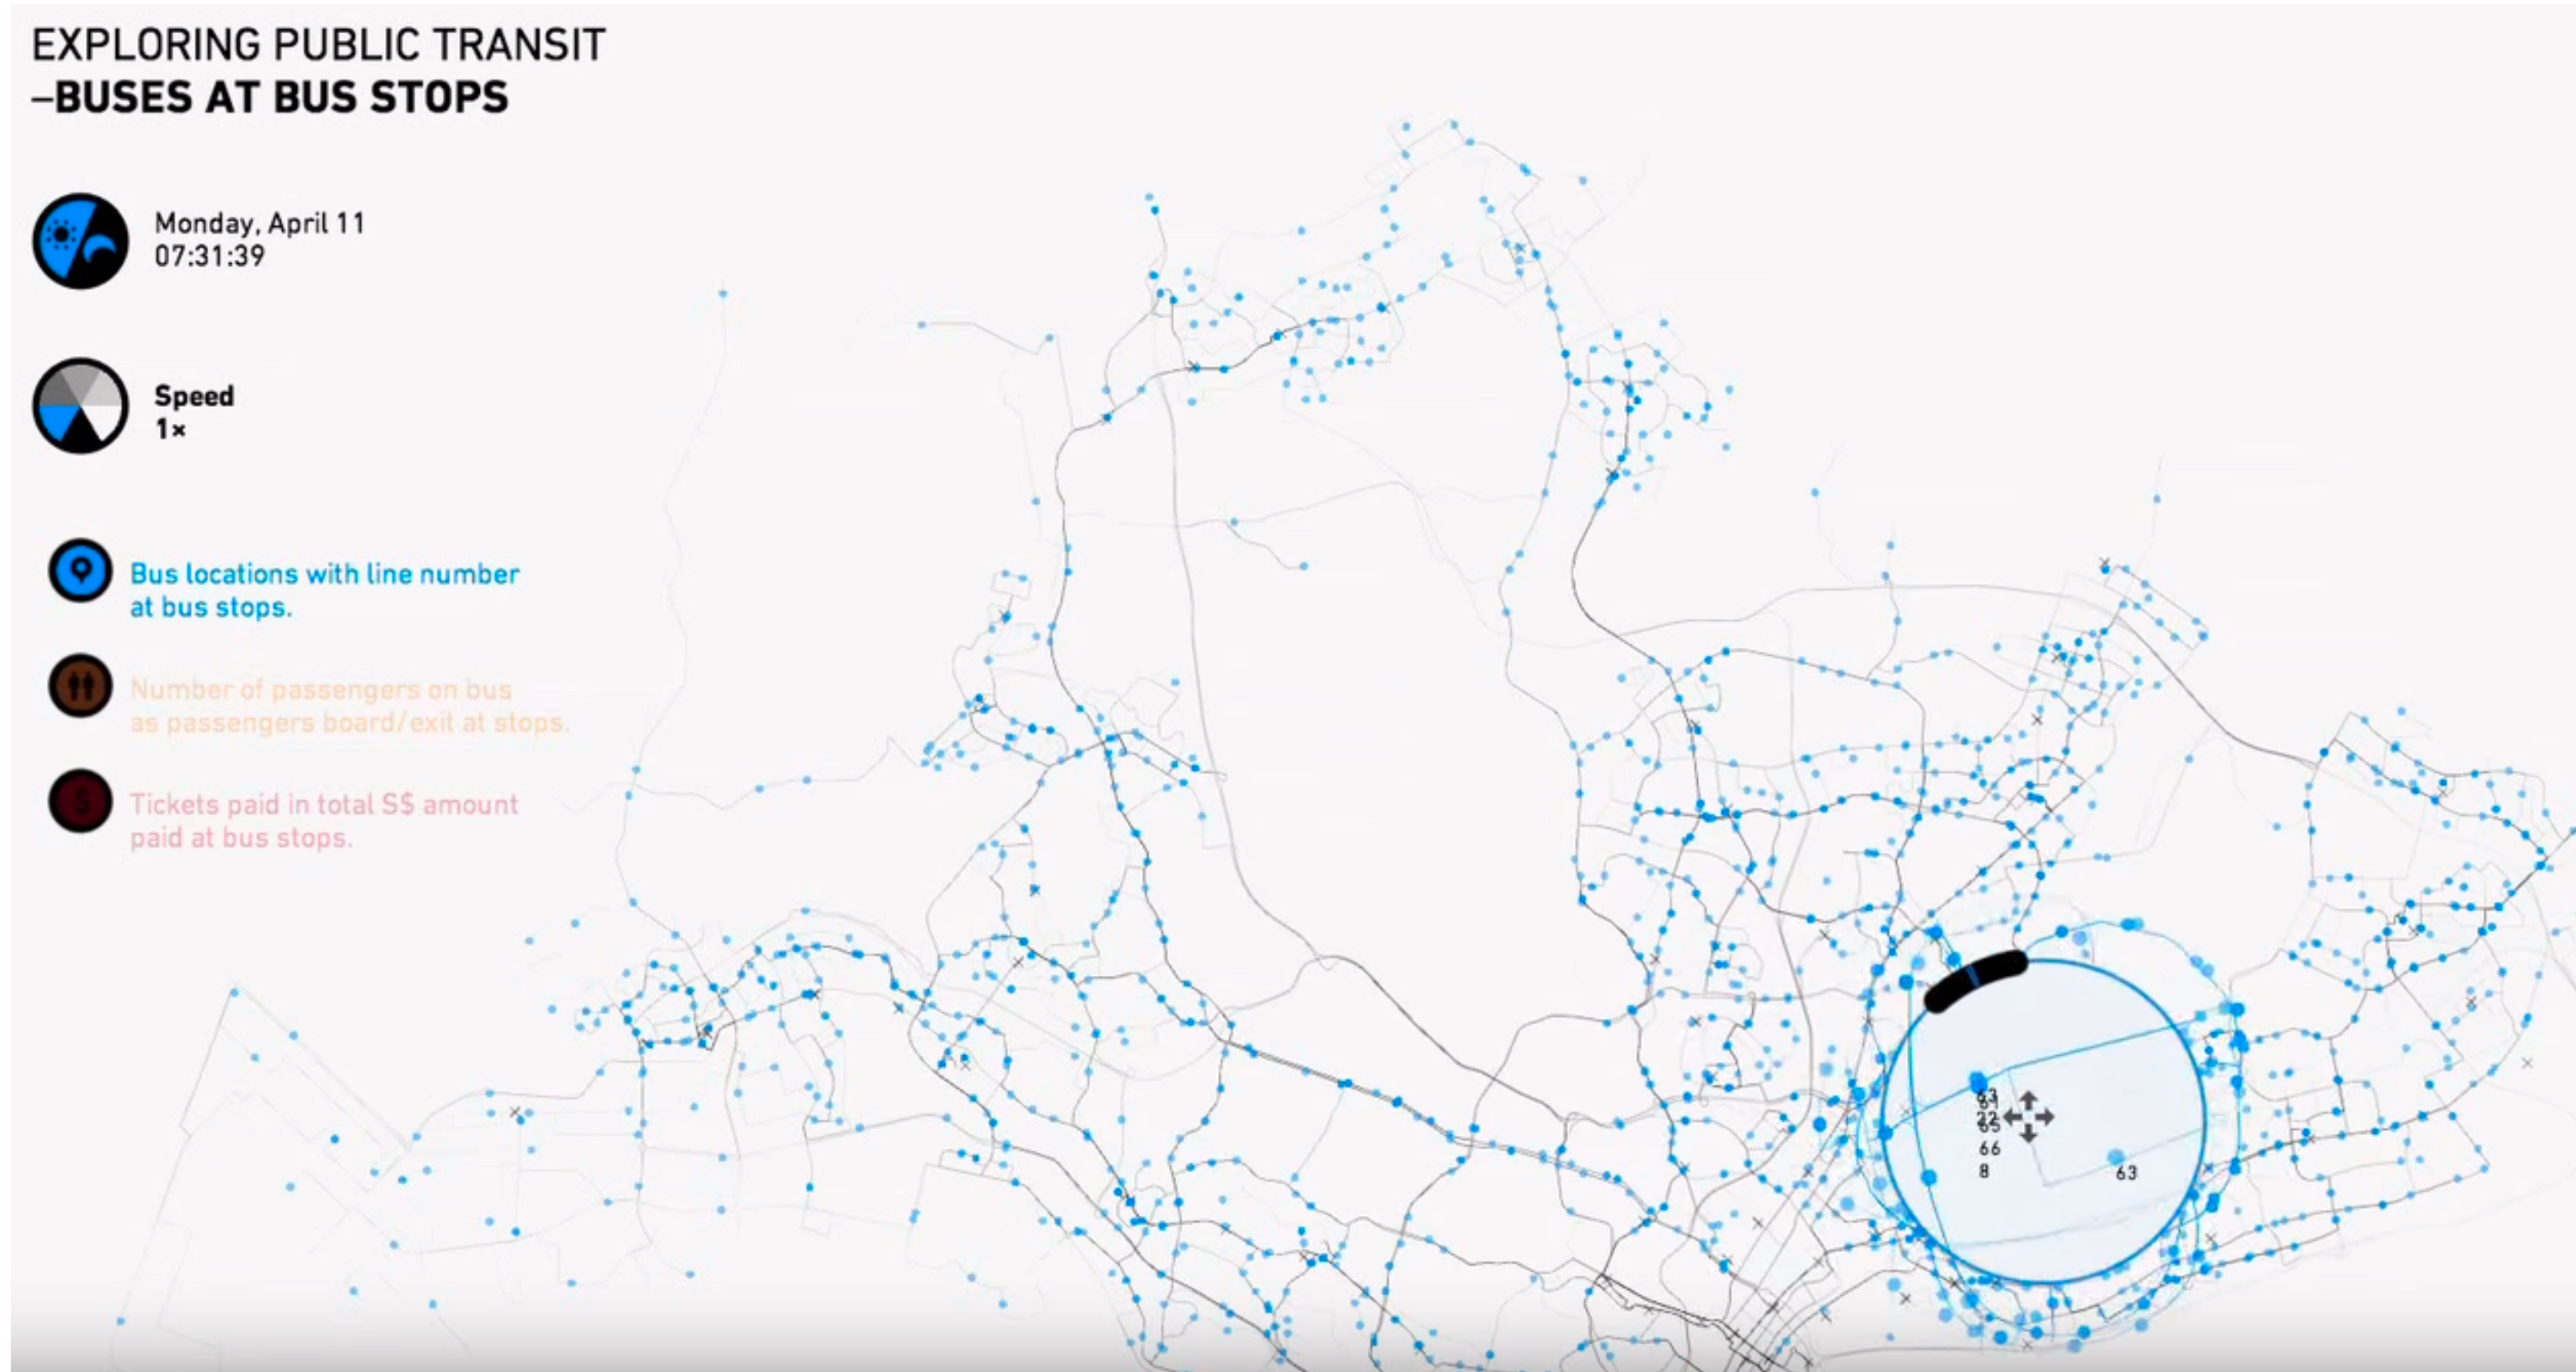 EXPLORING PUBLIC TRANSIT
–BUSES AT BUS STOPS
Monday, April 11
07:31:39
Speed
1×
Bus locations with line number
at bus stops.
Number of passengers on bus
as passengers board/exit at stops.
Tickets paid in total S$ amount
paid at bus stops.
63
66
8
63